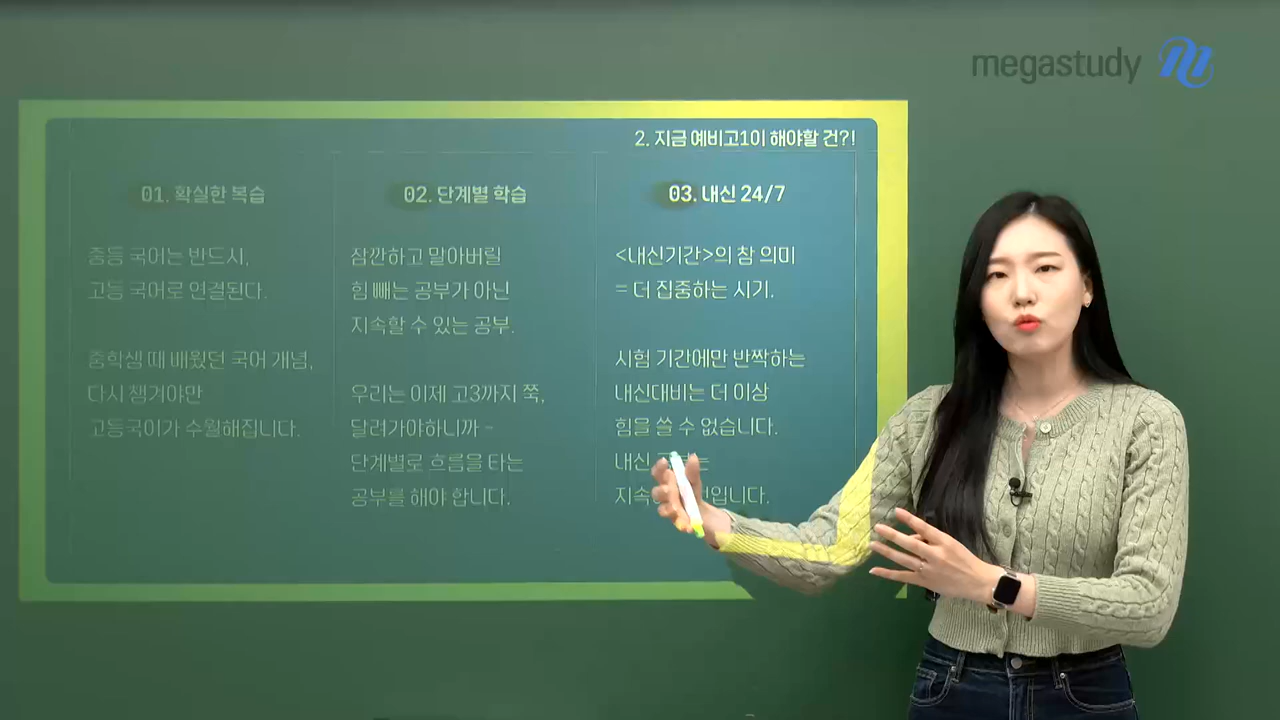 megastudy
2. 지금 예비고1이 해야할 건?!
01. 확실한 복습
중등 국어는 반드시,
고등 국어로 연결된다.
중학생 때 배웠던 국어 개념,
다시 챙겨야만
고등국어가 수월해집니다.
02. 단계별 학습
잠깐하고 말아버릴
힘 빼는 공부가 아닌
지속할 수 있는 공부.
우리는 이제 고3까지 쭉,
달려가야하니까 -
단계별로 흐름을 타는
공부를 해야 합니다.
03. 내신 24/7
<내신기간>의 참 의미
= 더 집중하는 시기.
시험 기간에만 반짝하는
내신대비는 더 이상
힘을 쓸 수 없습니다.
내신